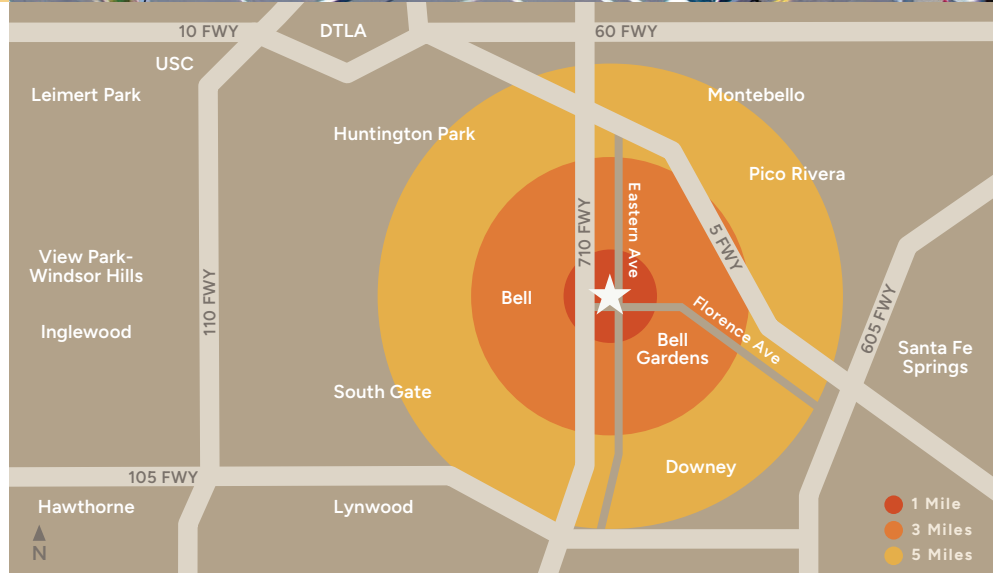 10 FWY
DTLA
60 FWY
USC
Leimert Park
Montebello
Huntington Park
Pico Rivera
Eastern Ave
710 FWY
5 FWY
View Park-
Windsor Hills
110 FWY
Bell
Florence Ave
605 FWY
Inglewood
Bell
Gardens
Santa Fe
Springs
South Gate
Downey
105 FWY
Hawthorne
Lynwood
1 Mile
3 Miles
5 Miles
N